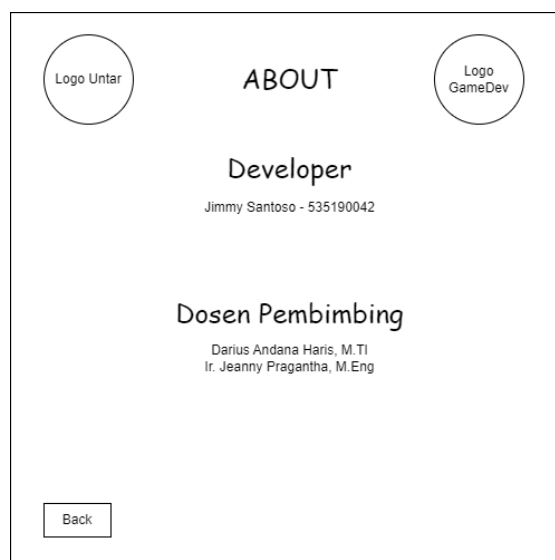 Logo Untar
ABOUT
Logo
GameDev
Developer
Jimmy Santoso - 535190042
Dosen Pembimbing
Darius Andana Haris, M.TI
Ir. Jeanny Pragantha, M.Eng
Back